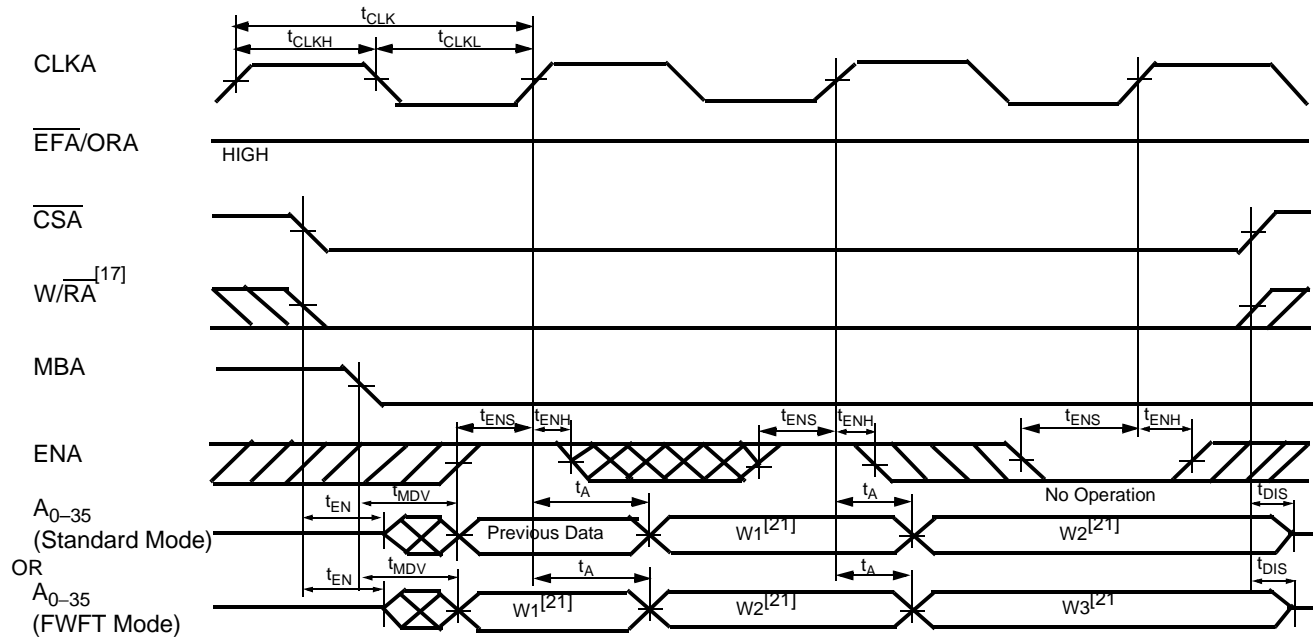 tCLK
tCLKH
tCLKL
CLKA
EFA/ORA
HIGH
CSA
W/RA[17]
MBA
tENS
tENH
tENS
tENH
tENS
tENH
ENA
No Operation
tEN
tMDV
tA
tA
tDIS
A0–35
(Standard Mode)
Previous Data
W1[21]
W2[21]
OR
tEN
tMDV
tA
tA
tDIS
A0–35
(FWFT Mode)
W1[21]
W2[21]
W3[21